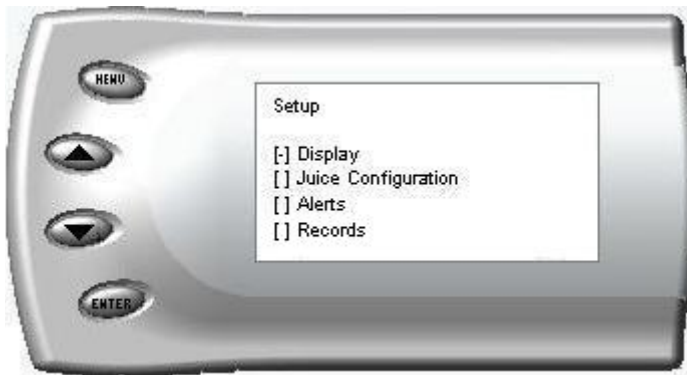 MENU
Setup
[-] Display
[ ] Juice Configuration
[ ] Alerts
[ ] Records
ENTER